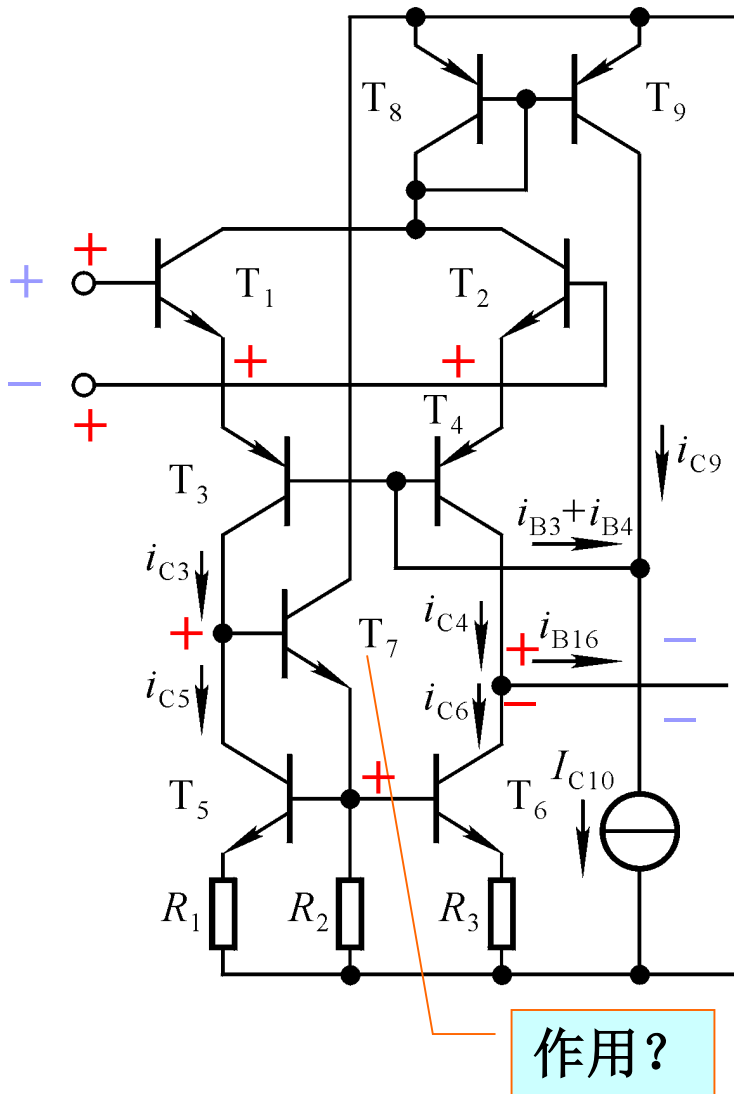 T8
T9
+
+
T1
T2
+
+
−
+
T4
iC9
T3
iB3+iB4
iC3
iC4
T7
+
+
iB16
−
iC5
iC6
−
−
IC10
+
T5
T6
R1
R2
R3
作用？